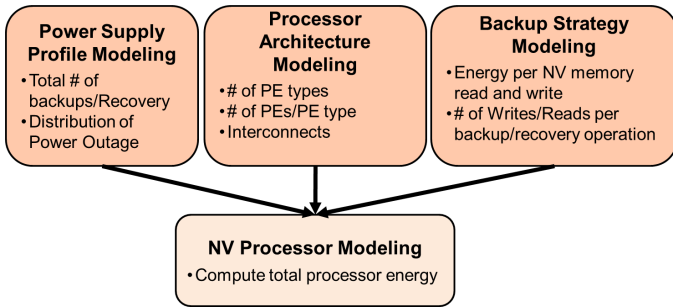 Power Supply
Profile Modeling
• Total # of
backups/Recovery
• Distribution of
Power Outage
Processor
Architecture
Modeling
• # of PE types
• # of PEs/PE type
• Interconnects
Backup Strategy
Modeling
• Energy per NV memory
read and write
• # of Writes/Reads per
backup/recovery operation
NV Processor Modeling
• Compute total processor energy